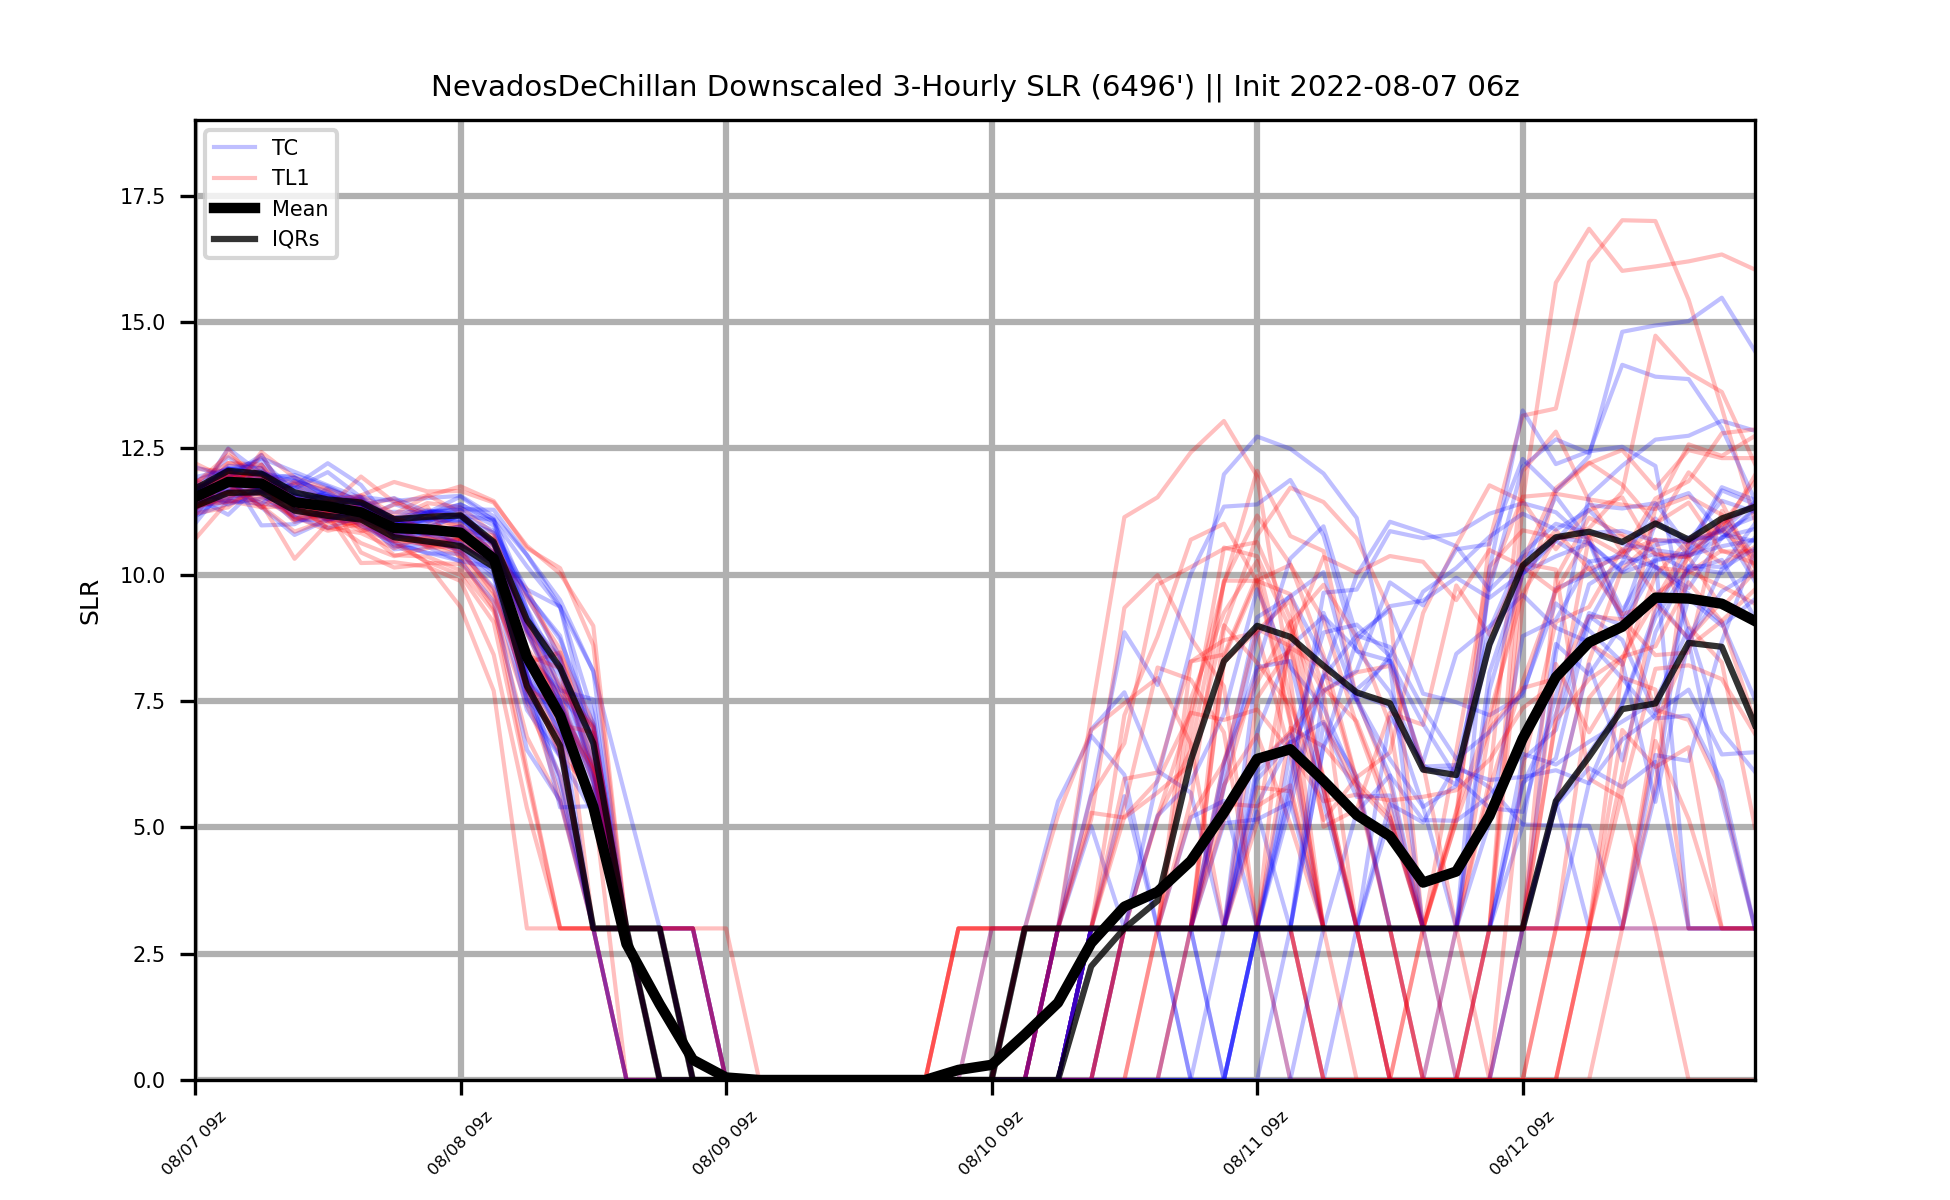 NevadosDeChillan Downscaled 3-Hourly SLR (6496') || Init 2022-08-07 06z
TC
TL1
Mean
IQRs
17.5
15.0
12.5
10.0
7.5
5.0
2.5
0.0
SLR
08/07 09z
08/08 09z
08/09 09z
08/10 09z
08/11 09z
08/12 09z